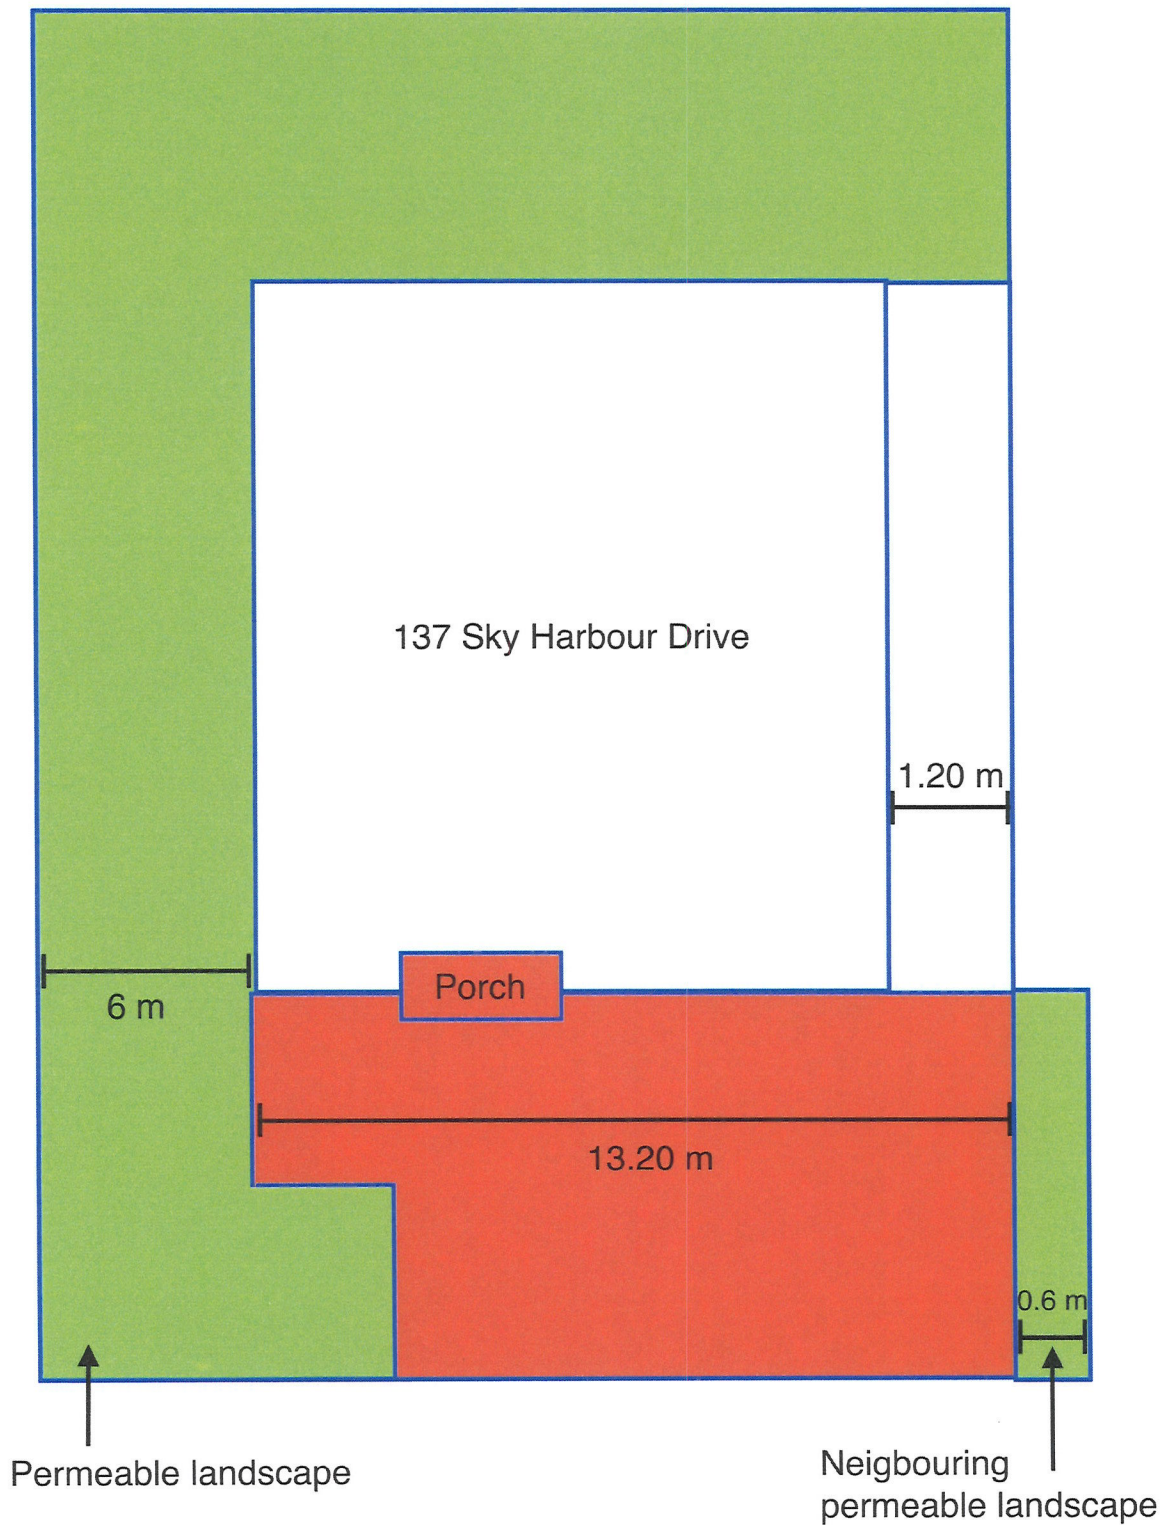 137 Sky Harbour Drive
1.20 m
Porch
6 m
13.20 m
0.6 m
Permeable landscape
Neigbouring
permeable landscape